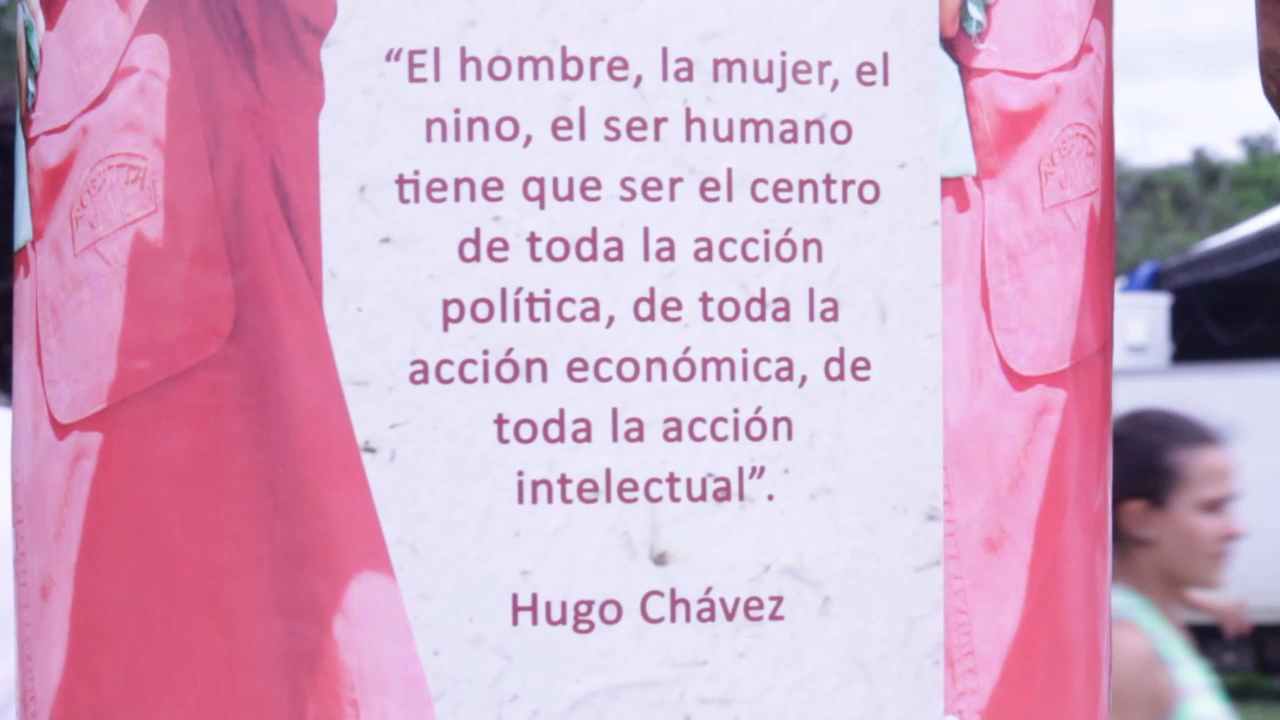 “El hombre, la mujer, el
nino, el ser humano
tiene que ser el centro
de toda la acción
política, de toda la
acción económica, de
toda la acción
intelectual”.
Hugo Chávez